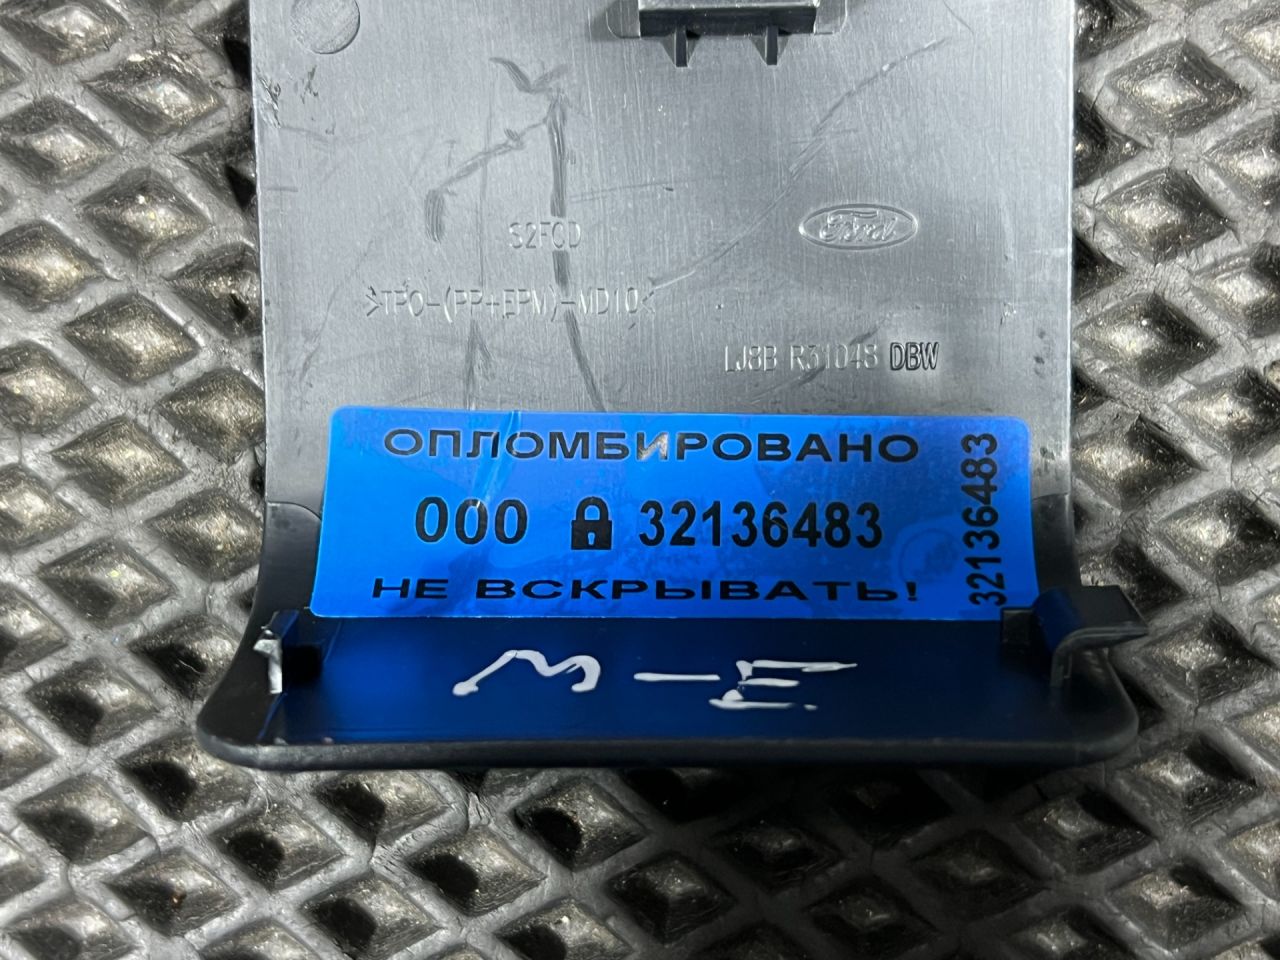 S2FCD
Ford
>TPO-(PP+EPM)-MD10<
LJ8B R31048 DBW
ОПЛОМБИРОВАНО
000 32136483
НЕ ВСКРЫВАТЬ!
32136483
M-E